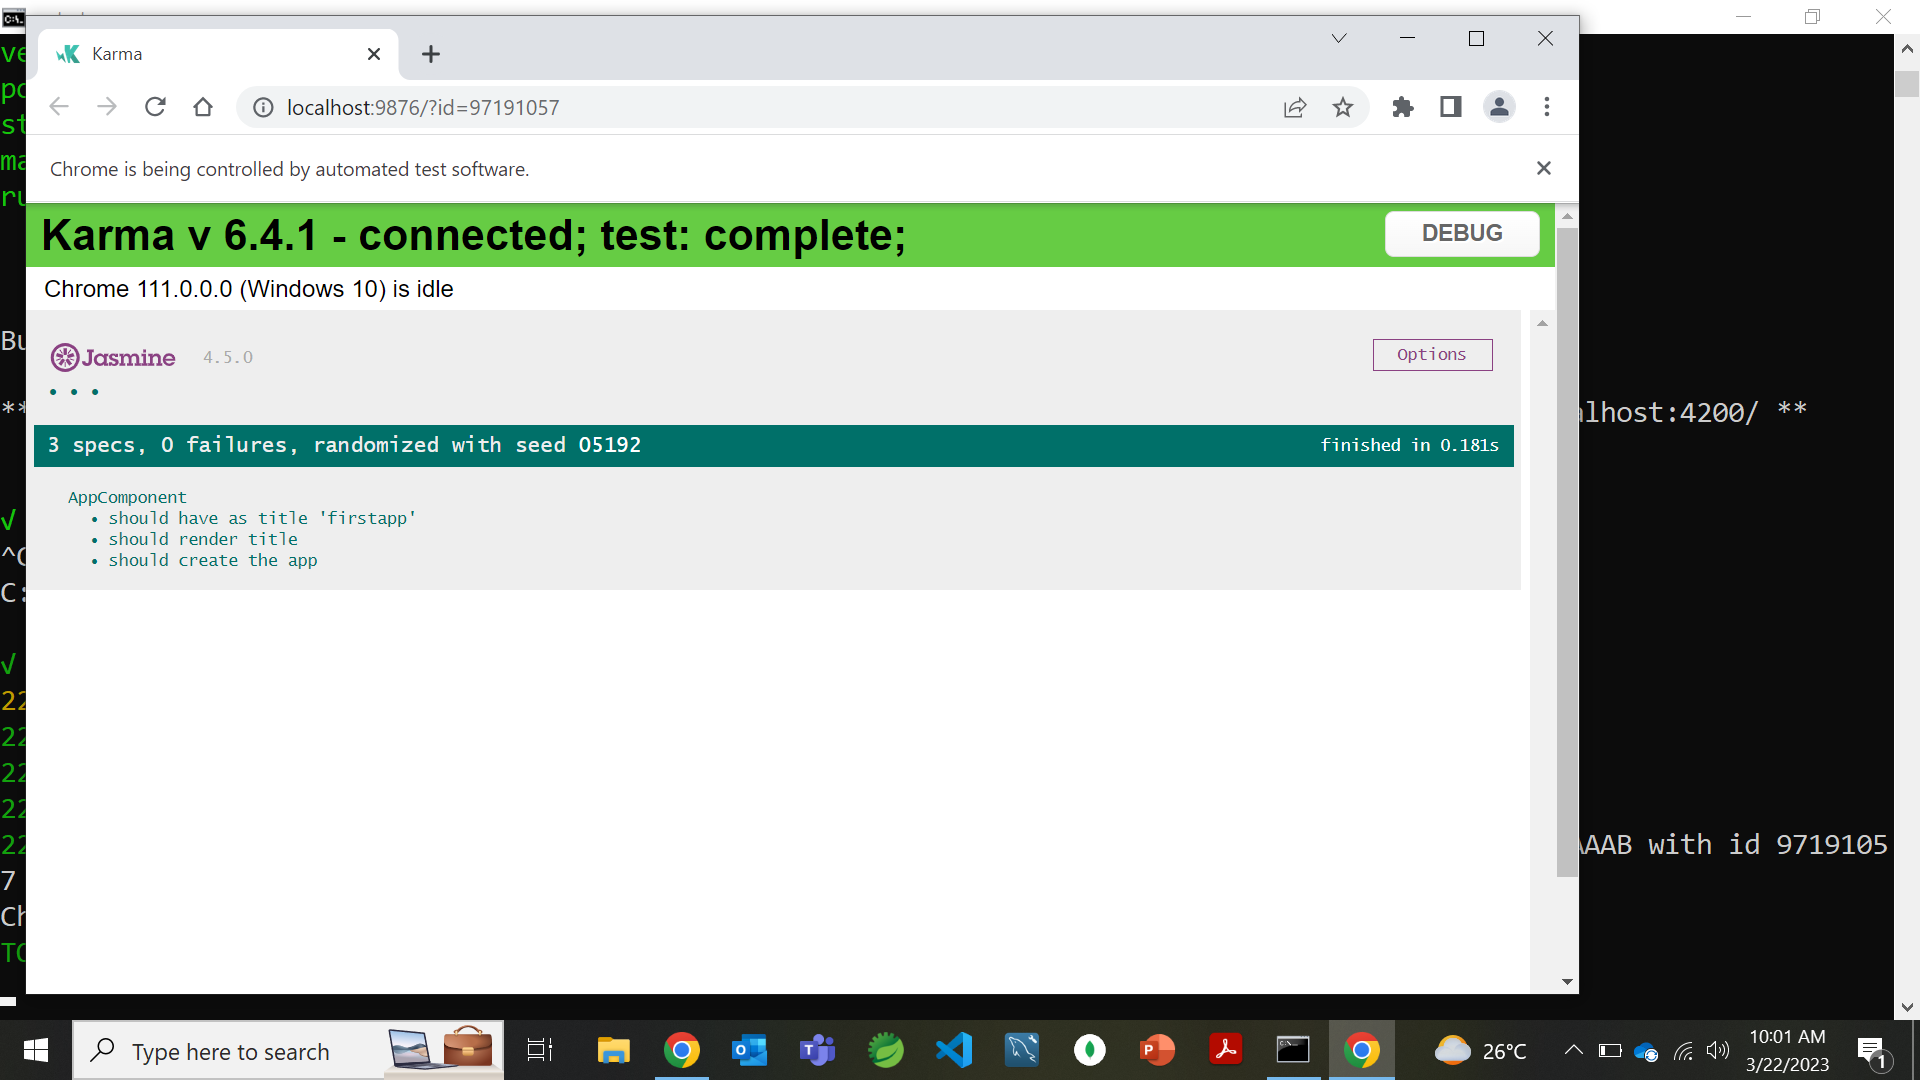 Karma
localhost:9876/?id=97191057
Chrome is being controlled by automated test software.
Karma v 6.4.1 - connected; test: complete;
DEBUG
Chrome 111.0.0.0 (Windows 10) is idle
Jasmine 4.5.0
Options
• • •
3 specs, 0 failures, randomized with seed 05192
finished in 0.181s
AppComponent
• should have as title 'firstapp'
• should render title
• should create the app
ve
po
st
ma
ru
Bu
**
alhost:4200/ **
√
^C
C:
√
22
22
22
22
22
AAAB with id 9719105
7
Ch
TO
Type here to search
26°C
10:01 AM
3/22/2023
1